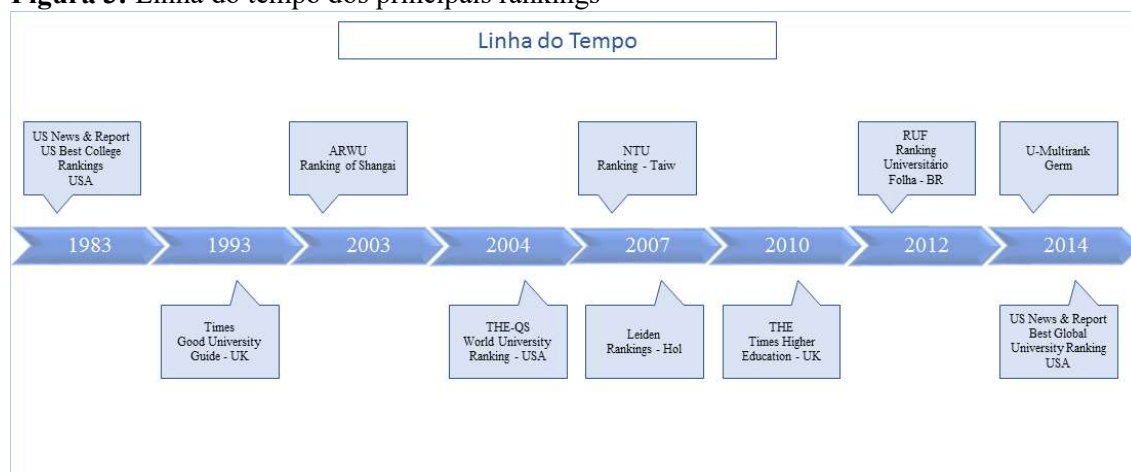 Figura 3: Linha do tempo dos principais rankings
Linha do Tempo
US News & Report
US Best College
Rankings
USA
ARWU
Ranking of Shangai
NTU
Ranking - Taiw
RUF
Ranking
Universitário
Folha - BR
U-Multirank
Germ
1983
1993
2003
2004
2007
2010
2012
2014
Times
Good University
Guide - UK
THE-QS
World University
Ranking - USA
Leiden
Rankings - Hol
THE
Times Higher
Education - UK
US News & Report
Best Global
University Ranking
USA